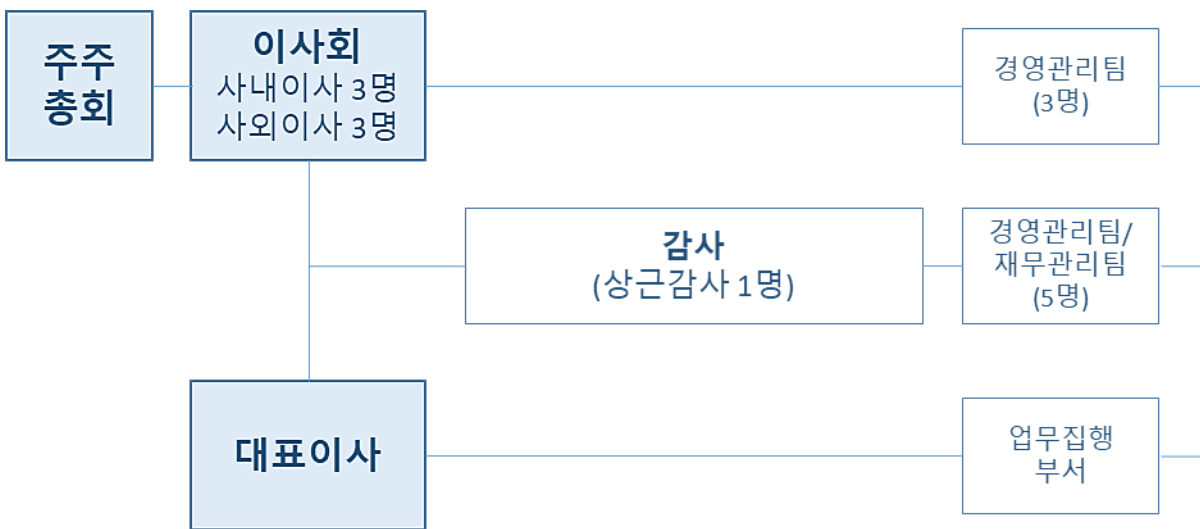 주주
총회
이사회
사내이사 3명
사외이사 3명
경영관리팀
(3명)
감사
(상근감사 1명)
경영관리팀/
재무관리팀
(5명)
대표이사
업무집행
부서